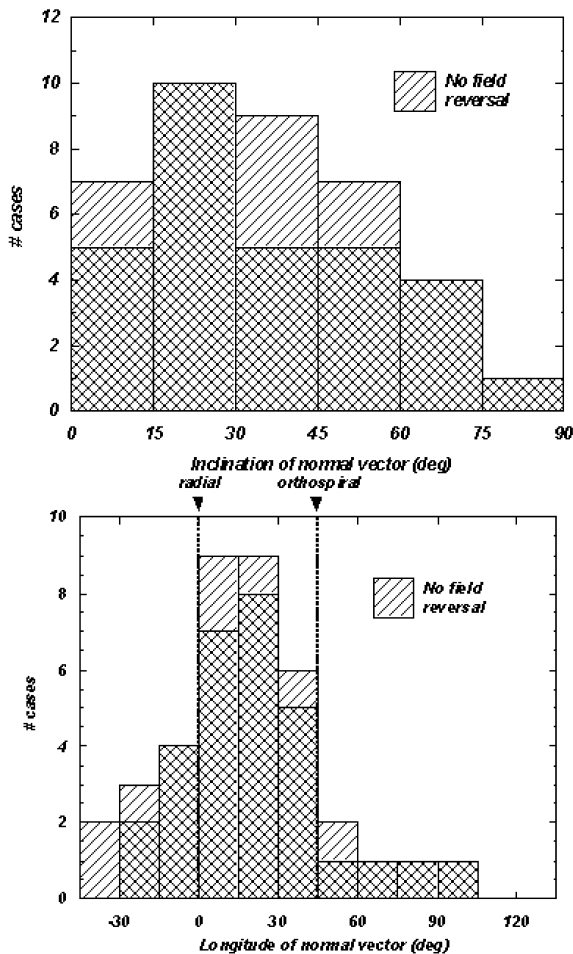 12
10
8
6
4
2
0
# cases
No field
reversal
0 15 30 45 60 75 90
Inclination of normal vector (deg)
radial orthospiral
10
8
6
4
2
0
# cases
No field
reversal
-30 0 30 60 90 120
Longitude of normal vector (deg)